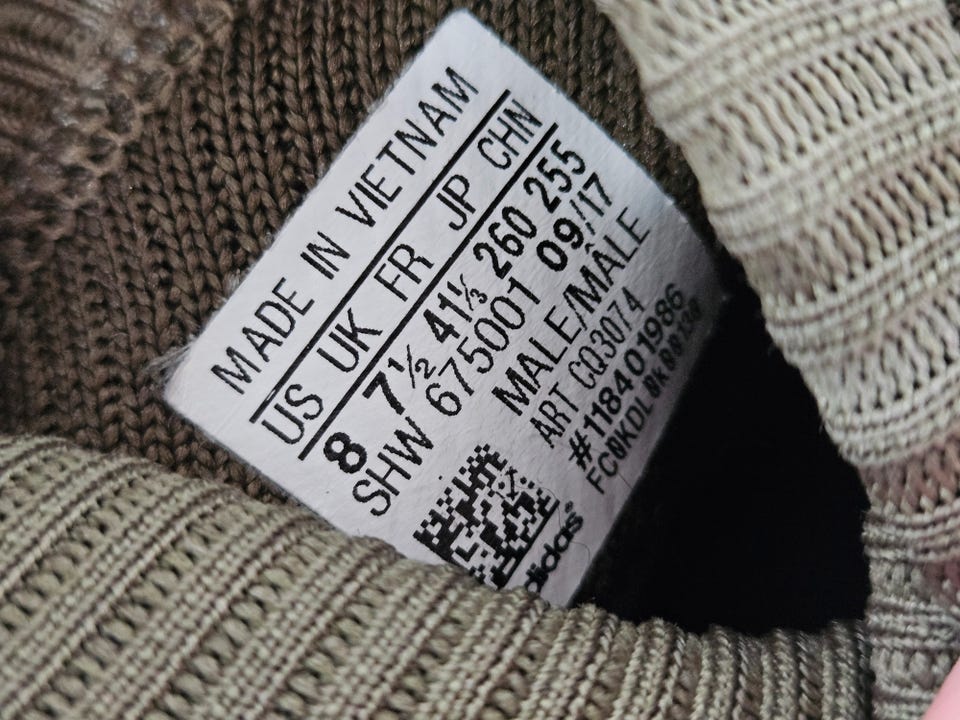 MADE IN VIETNAM
US UK FR JP CHN
8 7½ 41⅓ 260 255
SHW 675001 09/17
MALE/MÂLE
ART CQ3074
#118401986
adidas®